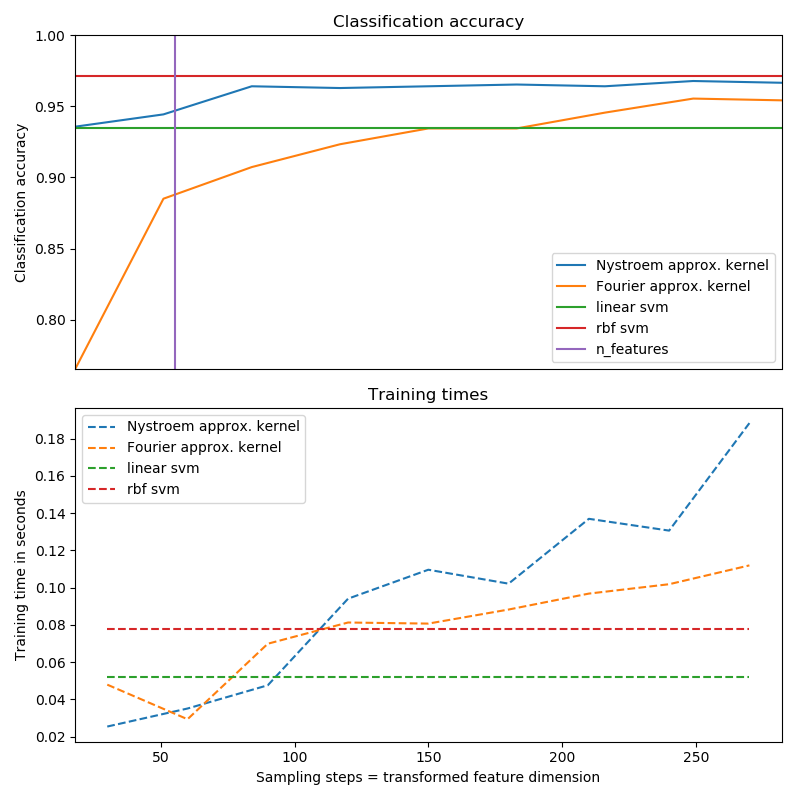 Classification accuracy
Classification accuracy
1.00
0.95
0.90
0.85
0.80
Nystroem approx. kernel
Fourier approx. kernel
linear svm
rbf svm
n_features
Training times
Training time in seconds
0.18
0.16
0.14
0.12
0.10
0.08
0.06
0.04
0.02
Nystroem approx. kernel
Fourier approx. kernel
linear svm
rbf svm
50 100 150 200 250
Sampling steps = transformed feature dimension